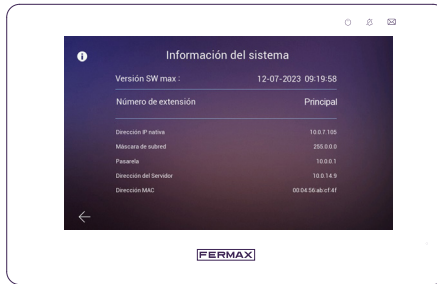 Información del sistema
Versión SW max : 12-07-2023 09:19:58
Número de extensión Principal
Dirección IP nativa 10.0.7.105
Máscara de subred 255.0.0.0
Pasarela 10.0.0.1
Dirección del Servidor 10.0.14.9
Dirección MAC 00:04:56:ab:cf:4f
FERMAX